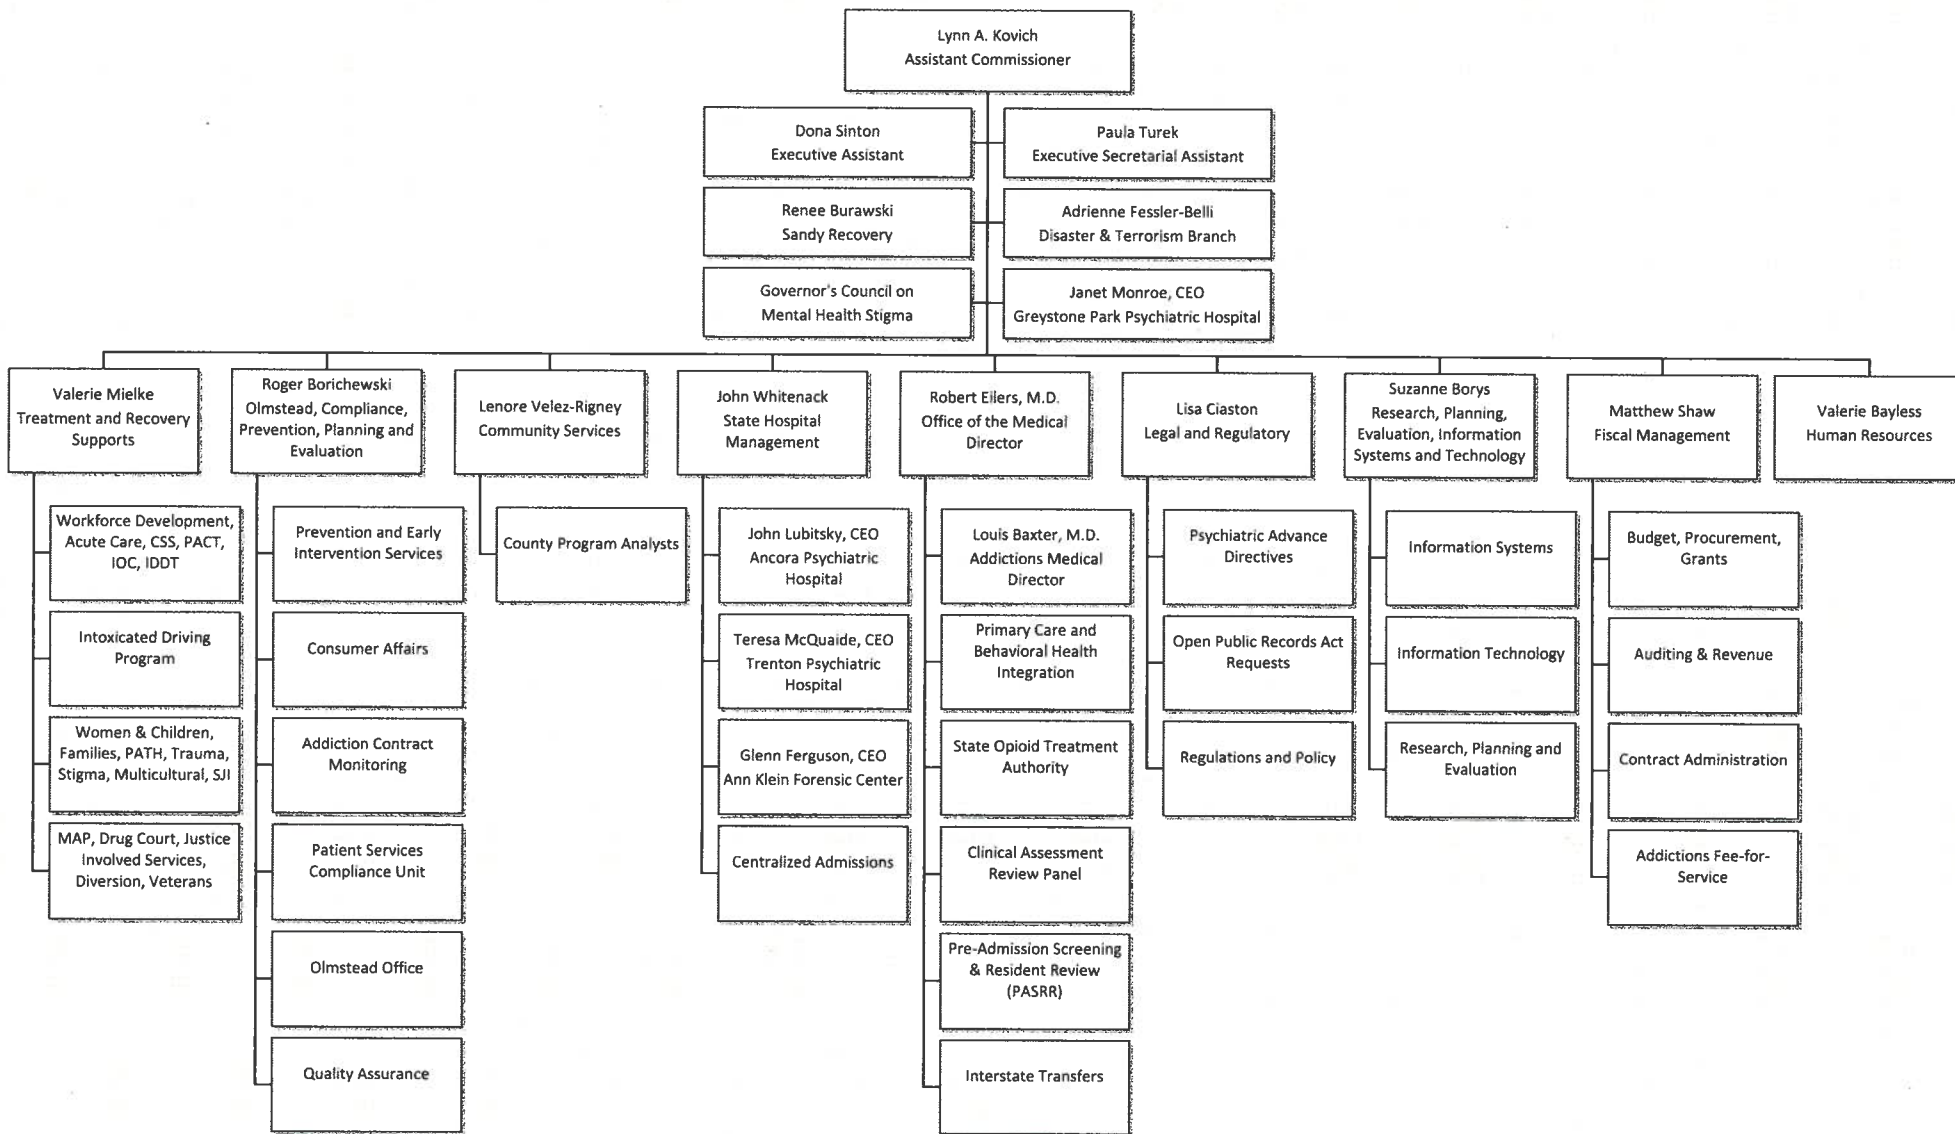 Lynn A. Kovich
Assistant Commissioner
Dona Sinton
Executive Assistant
Paula Turek
Executive Secretarial Assistant
Renee Burawski
Sandy Recovery
Adrienne Fessler-Belli
Disaster & Terrorism Branch
Governor's Council on
Mental Health Stigma
Janet Monroe, CEO
Greystone Park Psychiatric Hospital
Valerie Mielke
Treatment and Recovery
Supports
Roger Borichewski
Olmstead, Compliance,
Prevention, Planning and
Evaluation
Lenore Velez-Rigney
Community Services
John Whitenack
State Hospital
Management
Robert Eilers, M.D.
Office of the Medical
Director
Lisa Ciaston
Legal and Regulatory
Suzanne Borys
Research, Planning,
Evaluation, Information
Systems and Technology
Matthew Shaw
Fiscal Management
Valerie Bayless
Human Resources
Workforce Development,
Acute Care, CSS, PACT,
IOC, IDDT
Intoxicated Driving
Program
Women & Children,
Families, PATH, Trauma,
Stigma, Multicultural, SJI
MAP, Drug Court, Justice
Involved Services,
Diversion, Veterans
Prevention and Early
Intervention Services
Consumer Affairs
Addiction Contract
Monitoring
Patient Services
Compliance Unit
Olmstead Office
Quality Assurance
County Program Analysts
John Lubitsky, CEO
Ancora Psychiatric
Hospital
Teresa McQuaide, CEO
Trenton Psychiatric
Hospital
Glenn Ferguson, CEO
Ann Klein Forensic Center
Centralized Admissions
Louis Baxter, M.D.
Addictions Medical
Director
Primary Care and
Behavioral Health
Integration
State Opioid Treatment
Authority
Clinical Assessment
Review Panel
Pre-Admission Screening
& Resident Review
(PASRR)
Interstate Transfers
Psychiatric Advance
Directives
Open Public Records Act
Requests
Regulations and Policy
Information Systems
Information Technology
Research, Planning and
Evaluation
Budget, Procurement,
Grants
Auditing & Revenue
Contract Administration
Addictions Fee-for-
Service